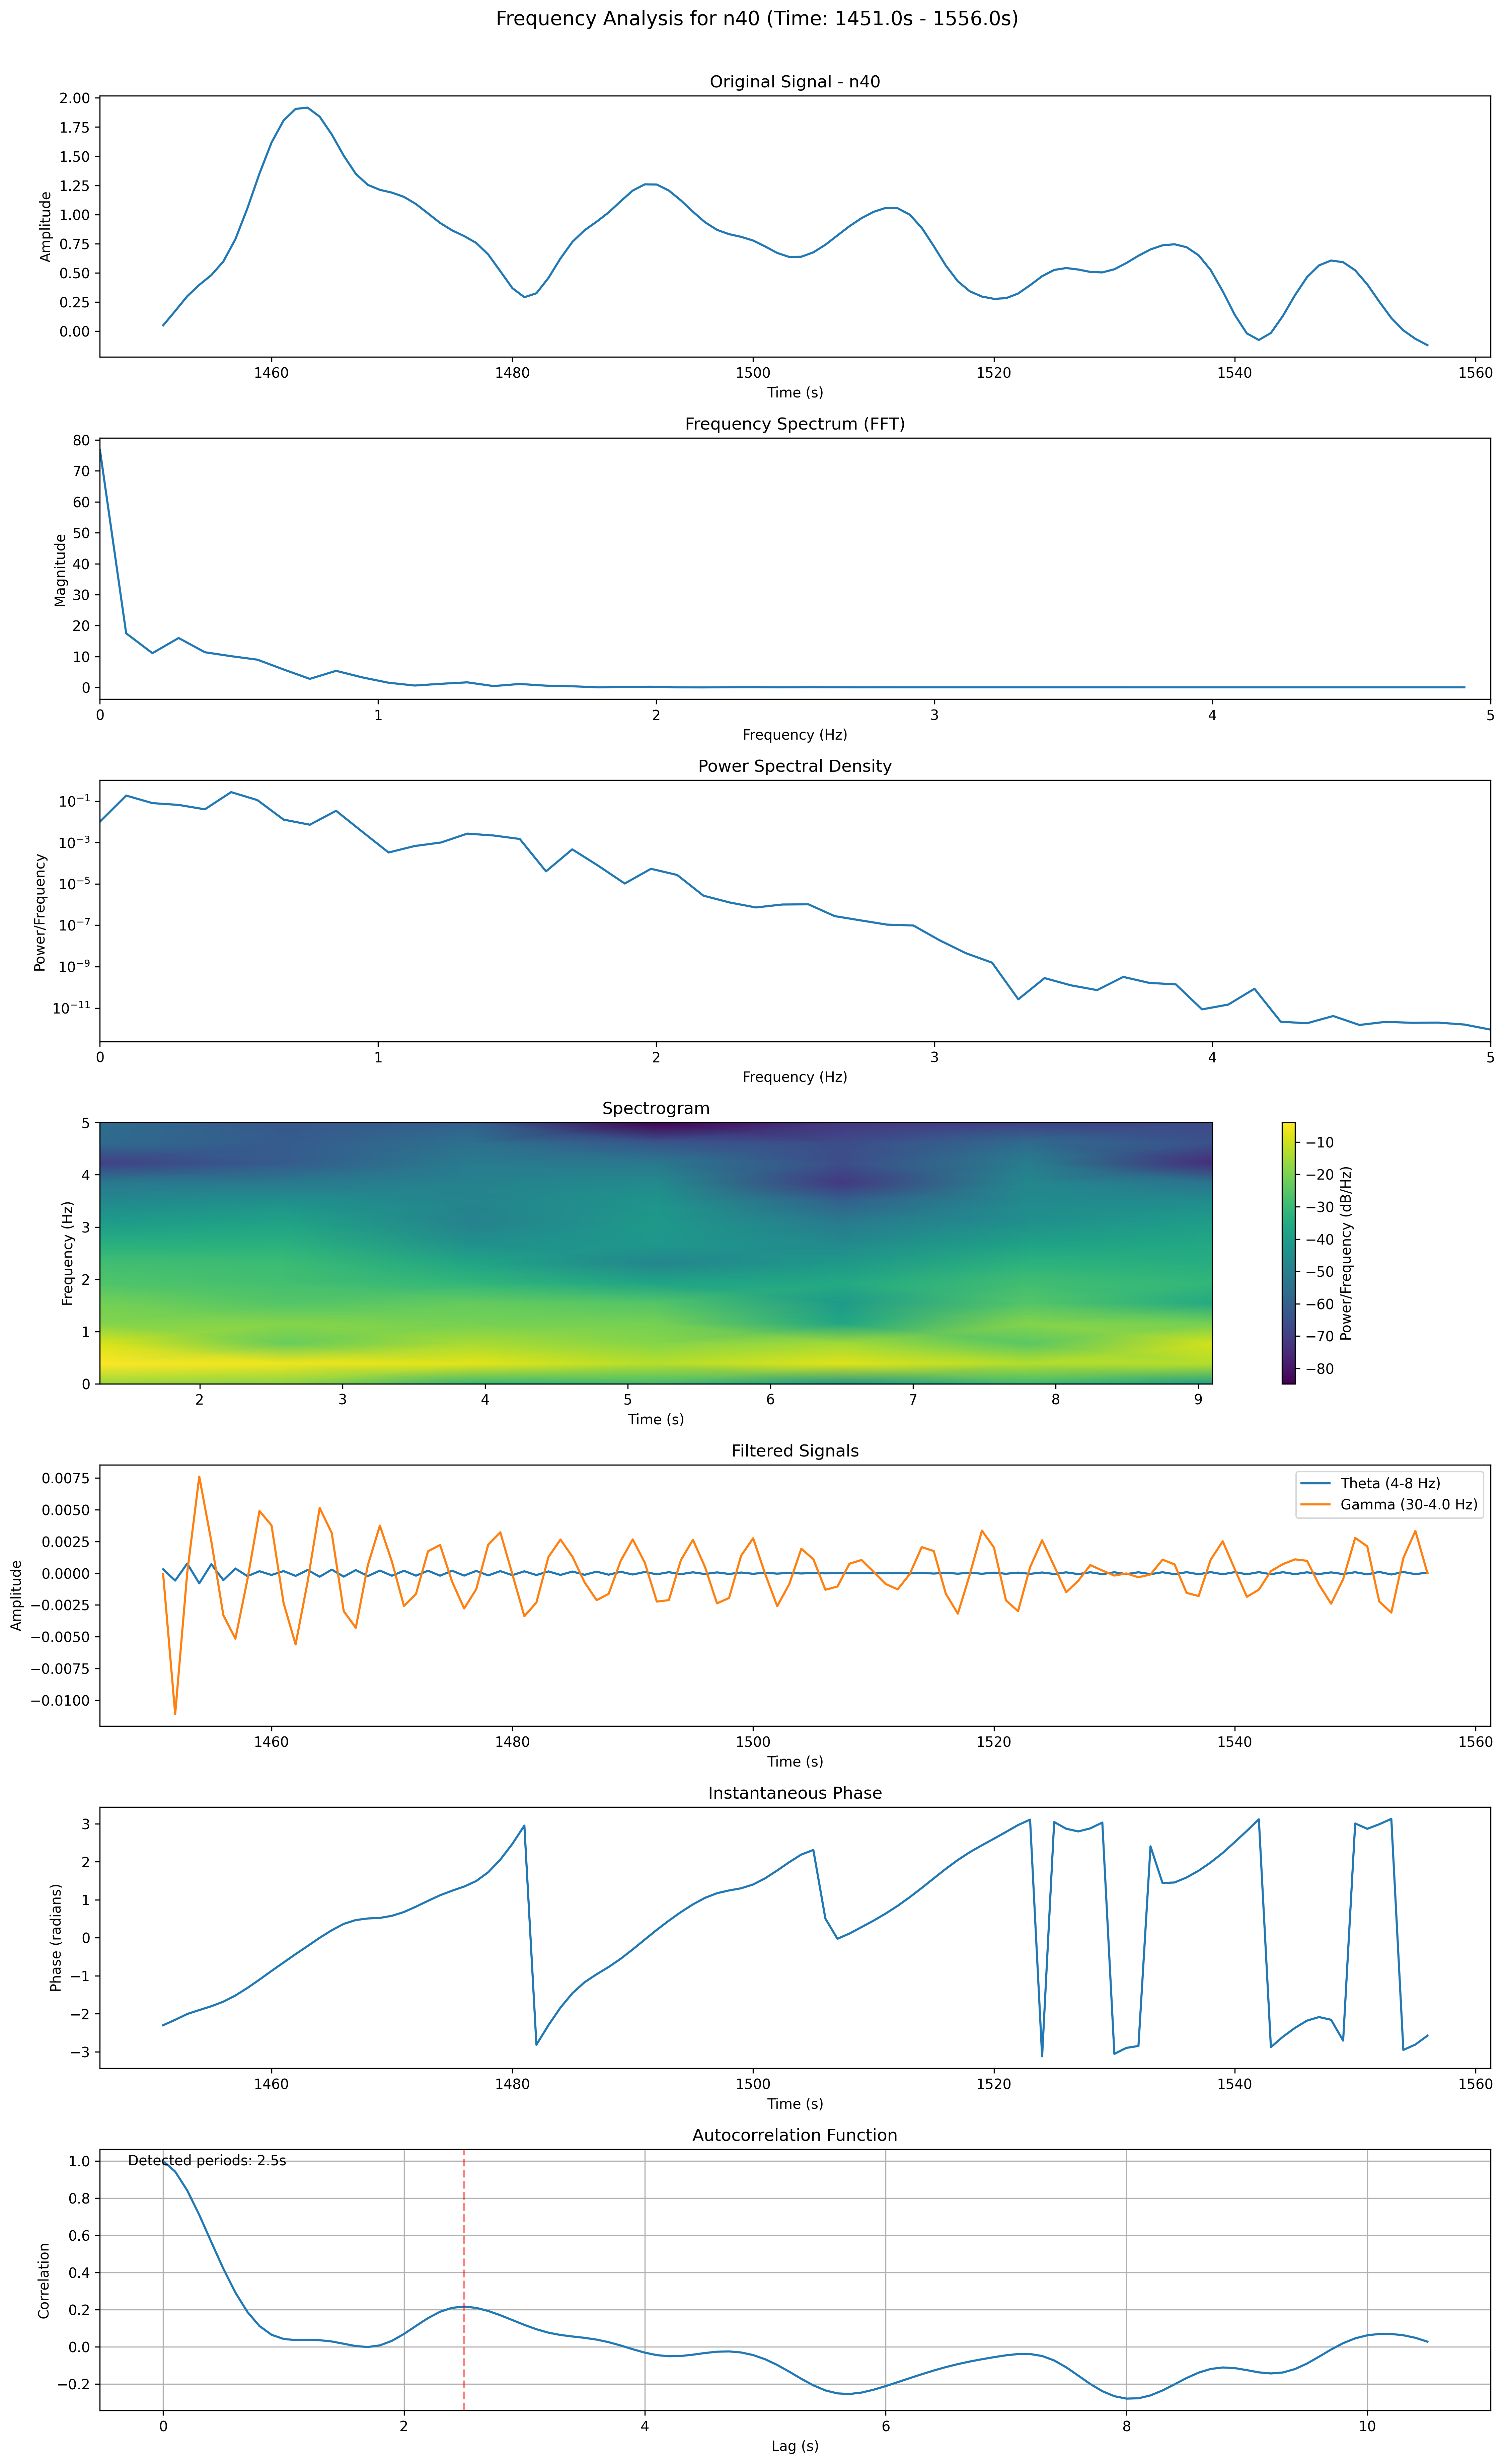 Frequency Analysis for n40 (Time: 1451.0s - 1556.0s)
Original Signal - n40
2.00
1.75
1.50
1.25
1.00
0.75
0.50
0.25
0.00
Amplitude
1460 1480 1500 1520 1540 1560
Time (s)
Frequency Spectrum (FFT)
80
70
60
50
40
30
20
10
0
Magnitude
0 1 2 3 4 5
Frequency (Hz)
Power Spectral Density
10⁻¹
10⁻³
10⁻⁵
10⁻⁷
10⁻⁹
10⁻¹¹
Power/Frequency
0 1 2 3 4 5
Frequency (Hz)
Spectrogram
5
4
3
2
1
0
Frequency (Hz)
2 3 4 5 6 7 8 9
Time (s)
−10
−20
−30
−40
−50
−60
−70
−80
Power/Frequency (dB/Hz)
Filtered Signals
0.0075
0.0050
0.0025
0.0000
−0.0025
−0.0050
−0.0075
−0.0100
Amplitude
Theta (4-8 Hz)
Gamma (30-4.0 Hz)
1460 1480 1500 1520 1540 1560
Time (s)
Instantaneous Phase
3
2
1
0
−1
−2
−3
Phase (radians)
1460 1480 1500 1520 1540 1560
Time (s)
Autocorrelation Function
Detected periods: 2.5s
1.0
0.8
0.6
0.4
0.2
0.0
−0.2
Correlation
0 2 4 6 8 10
Lag (s)